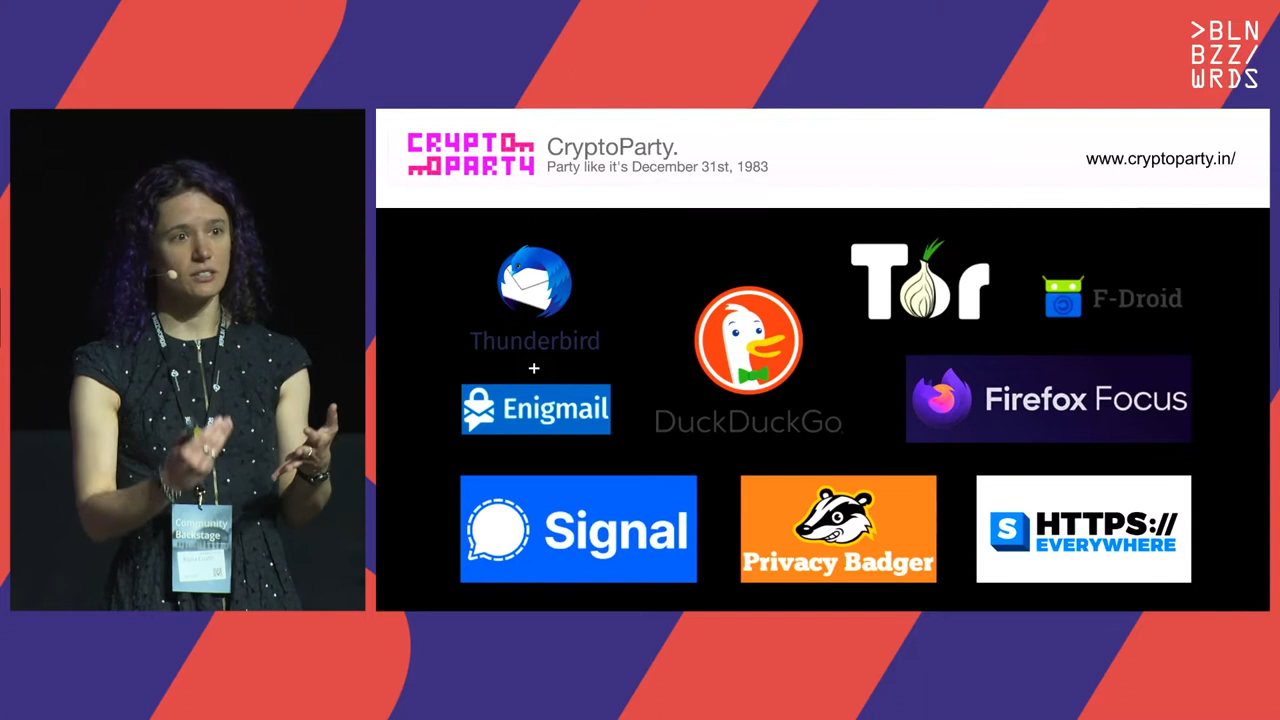 >BLN
BZZ/
WRDS
CRYPTO
PARTY
CryptoParty.
Party like it's December 31st, 1983
www.cryptoparty.in/
Thunderbird
+
Enigmail
DuckDuckGo
Tor
F-Droid
Firefox Focus
Signal
Privacy Badger
S HTTPS://
EVERYWHERE
Community
Backstage